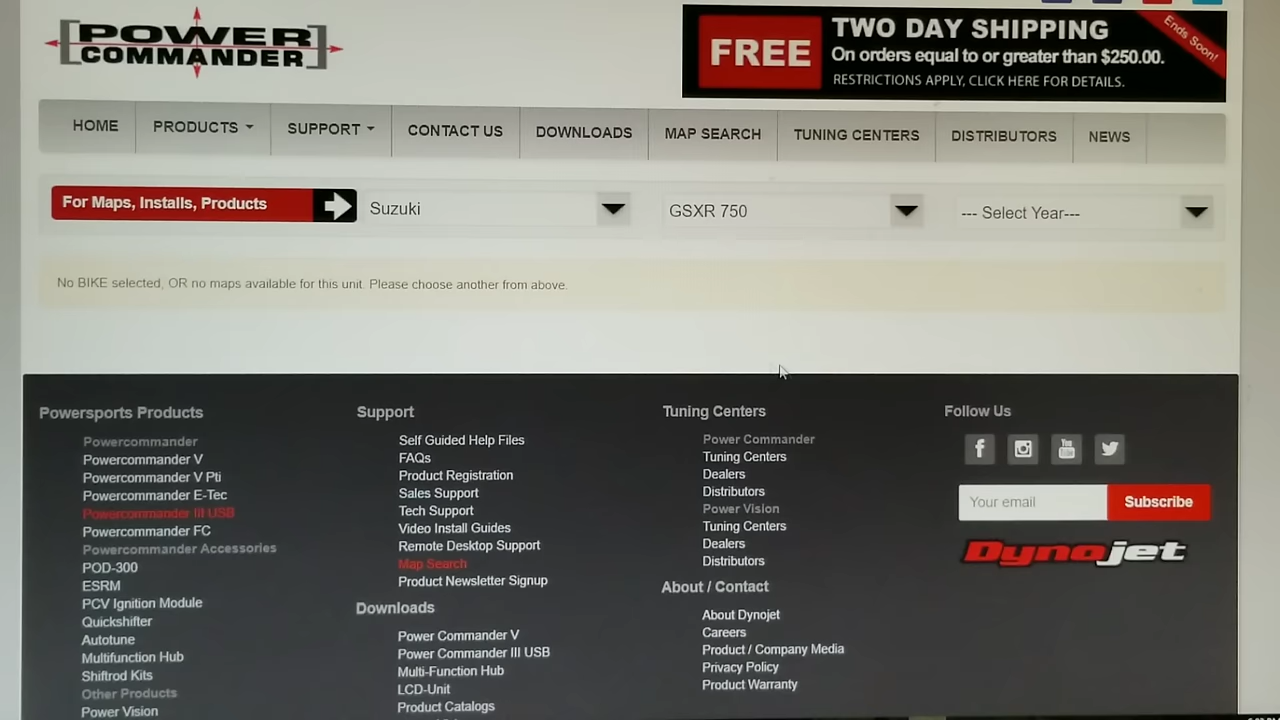 POWER
COMMANDER
FREE
TWO DAY SHIPPING
On orders equal to or greater than $250.00.
RESTRICTIONS APPLY, CLICK HERE FOR DETAILS.
Ends Soon!
HOME
PRODUCTS
SUPPORT
CONTACT US
DOWNLOADS
MAP SEARCH
TUNING CENTERS
DISTRIBUTORS
NEWS
For Maps, Installs, Products
Suzuki
GSXR 750
--- Select Year---
No BIKE selected, OR no maps available for this unit. Please choose another from above.
Powersports Products
Powercommander
Powercommander V
Powercommander V Pti
Powercommander E-Tec
Powercommander III USB
Powercommander FC
Powercommander Accessories
POD-300
ESRM
PCV Ignition Module
Quickshifter
Autotune
Multifunction Hub
Shiftrod Kits
Other Products
Power Vision
Support
Self Guided Help Files
FAQs
Product Registration
Sales Support
Tech Support
Video Install Guides
Remote Desktop Support
Map Search
Product Newsletter Signup
Downloads
Power Commander V
Power Commander III USB
Multi-Function Hub
LCD-Unit
Product Catalogs
Tuning Centers
Power Commander
Tuning Centers
Dealers
Distributors
Power Vision
Tuning Centers
Dealers
Distributors
About / Contact
About Dynojet
Careers
Product / Company Media
Privacy Policy
Product Warranty
Follow Us
You
Tube
Your email
Subscribe
Dynojet